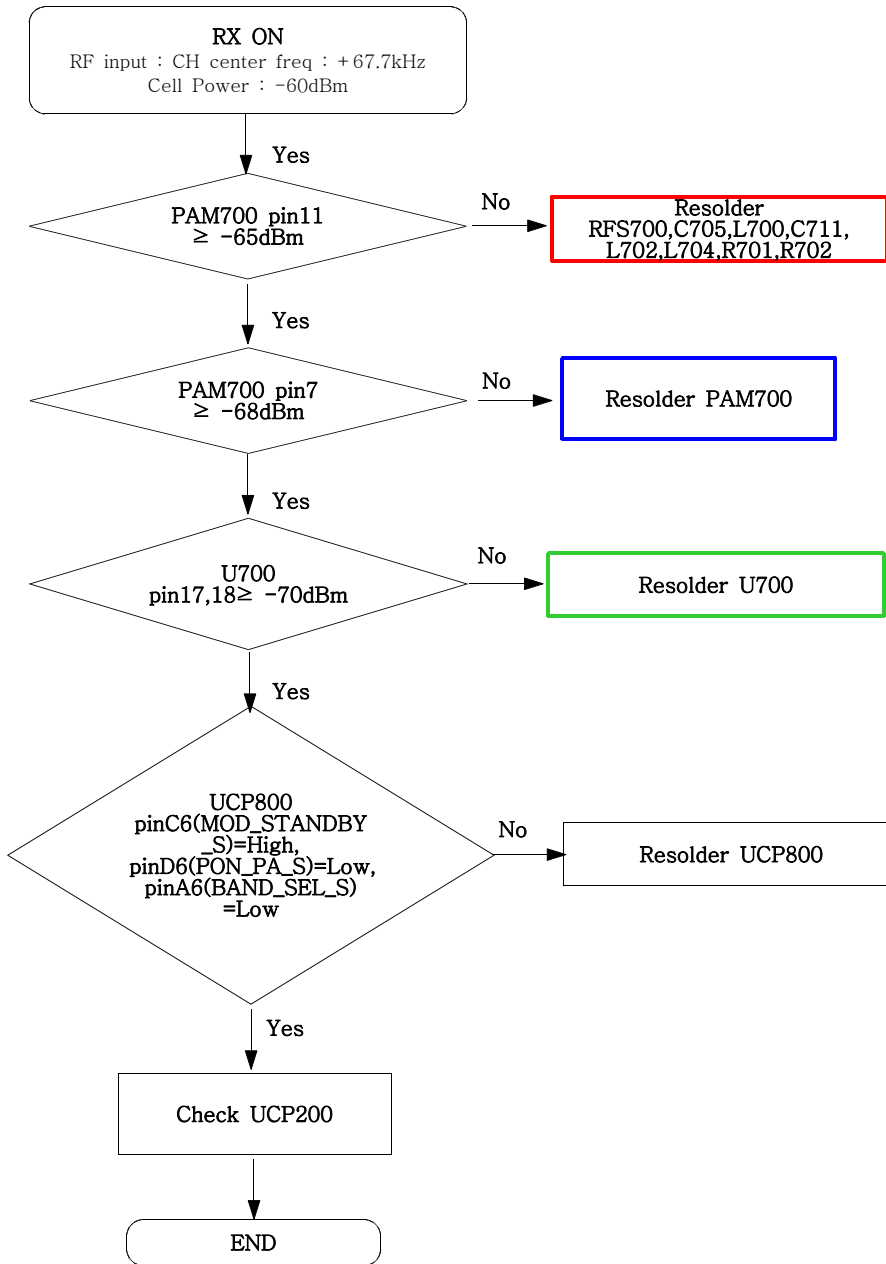 RX ON
RF input : CH center freq : +67.7kHz
Cell Power : -60dBm
Yes
PAM700 pin11
≥ -65dBm
No
Resolder
RFS700,C705,L700,C711,
L702,L704,R701,R702
Yes
PAM700 pin7
≥ -68dBm
No
Resolder PAM700
Yes
U700
pin17,18≥ -70dBm
No
Resolder U700
Yes
UCP800
pinC6(MOD_STANDBY
_S)=High,
pinD6(PON_PA_S)=Low,
pinA6(BAND_SEL_S)
=Low
No
Resolder UCP800
Yes
Check UCP200
END